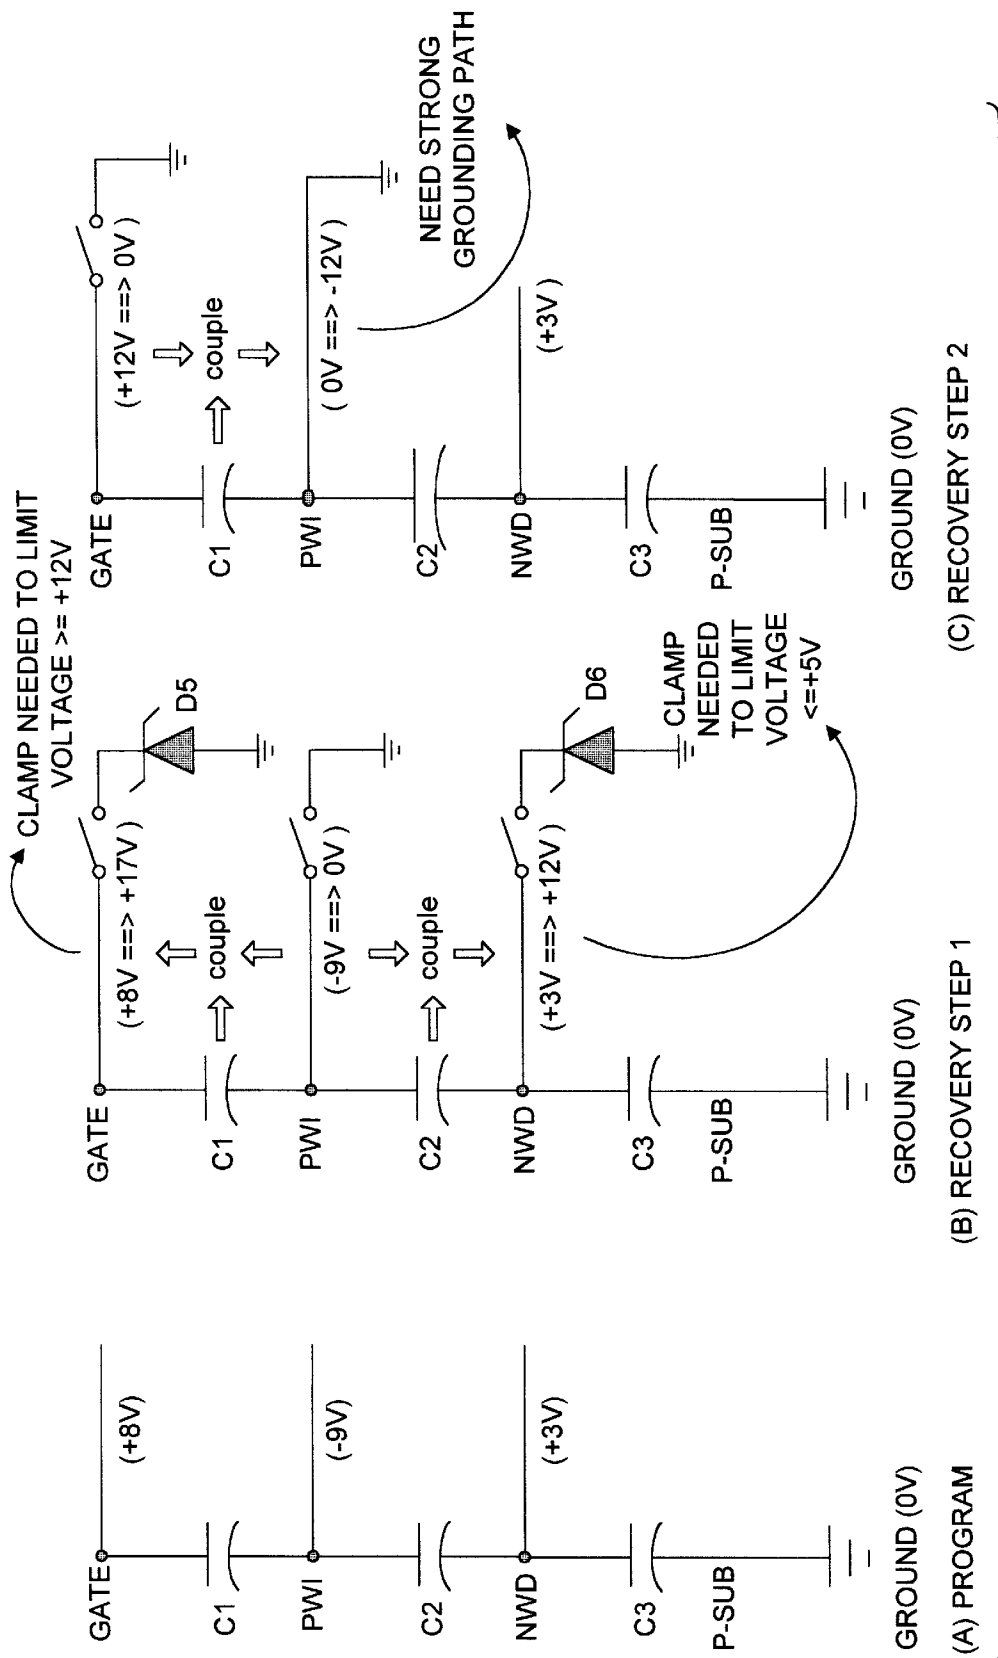 GATE
(+8V)
C1
PWI
(-9V)
C2
NWD
(+3V)
C3
P-SUB
GROUND (0V)
(A) PROGRAM
CLAMP NEEDED TO LIMIT
VOLTAGE >= +12V
GATE
(+8V ==> +17V)
D5
C1
couple
PWI
(-9V ==> 0V)
C2
couple
NWD
(+3V ==> +12V)
D6
CLAMP
NEEDED
TO LIMIT
VOLTAGE
<=+5V
C3
P-SUB
GROUND (0V)
(B) RECOVERY STEP 1
GATE
(+12V ==> 0V)
C1
couple
PWI
( 0V ==> -12V )
NEED STRONG
GROUNDING PATH
C2
NWD
(+3V )
C3
P-SUB
GROUND (0V)
(C) RECOVERY STEP 2